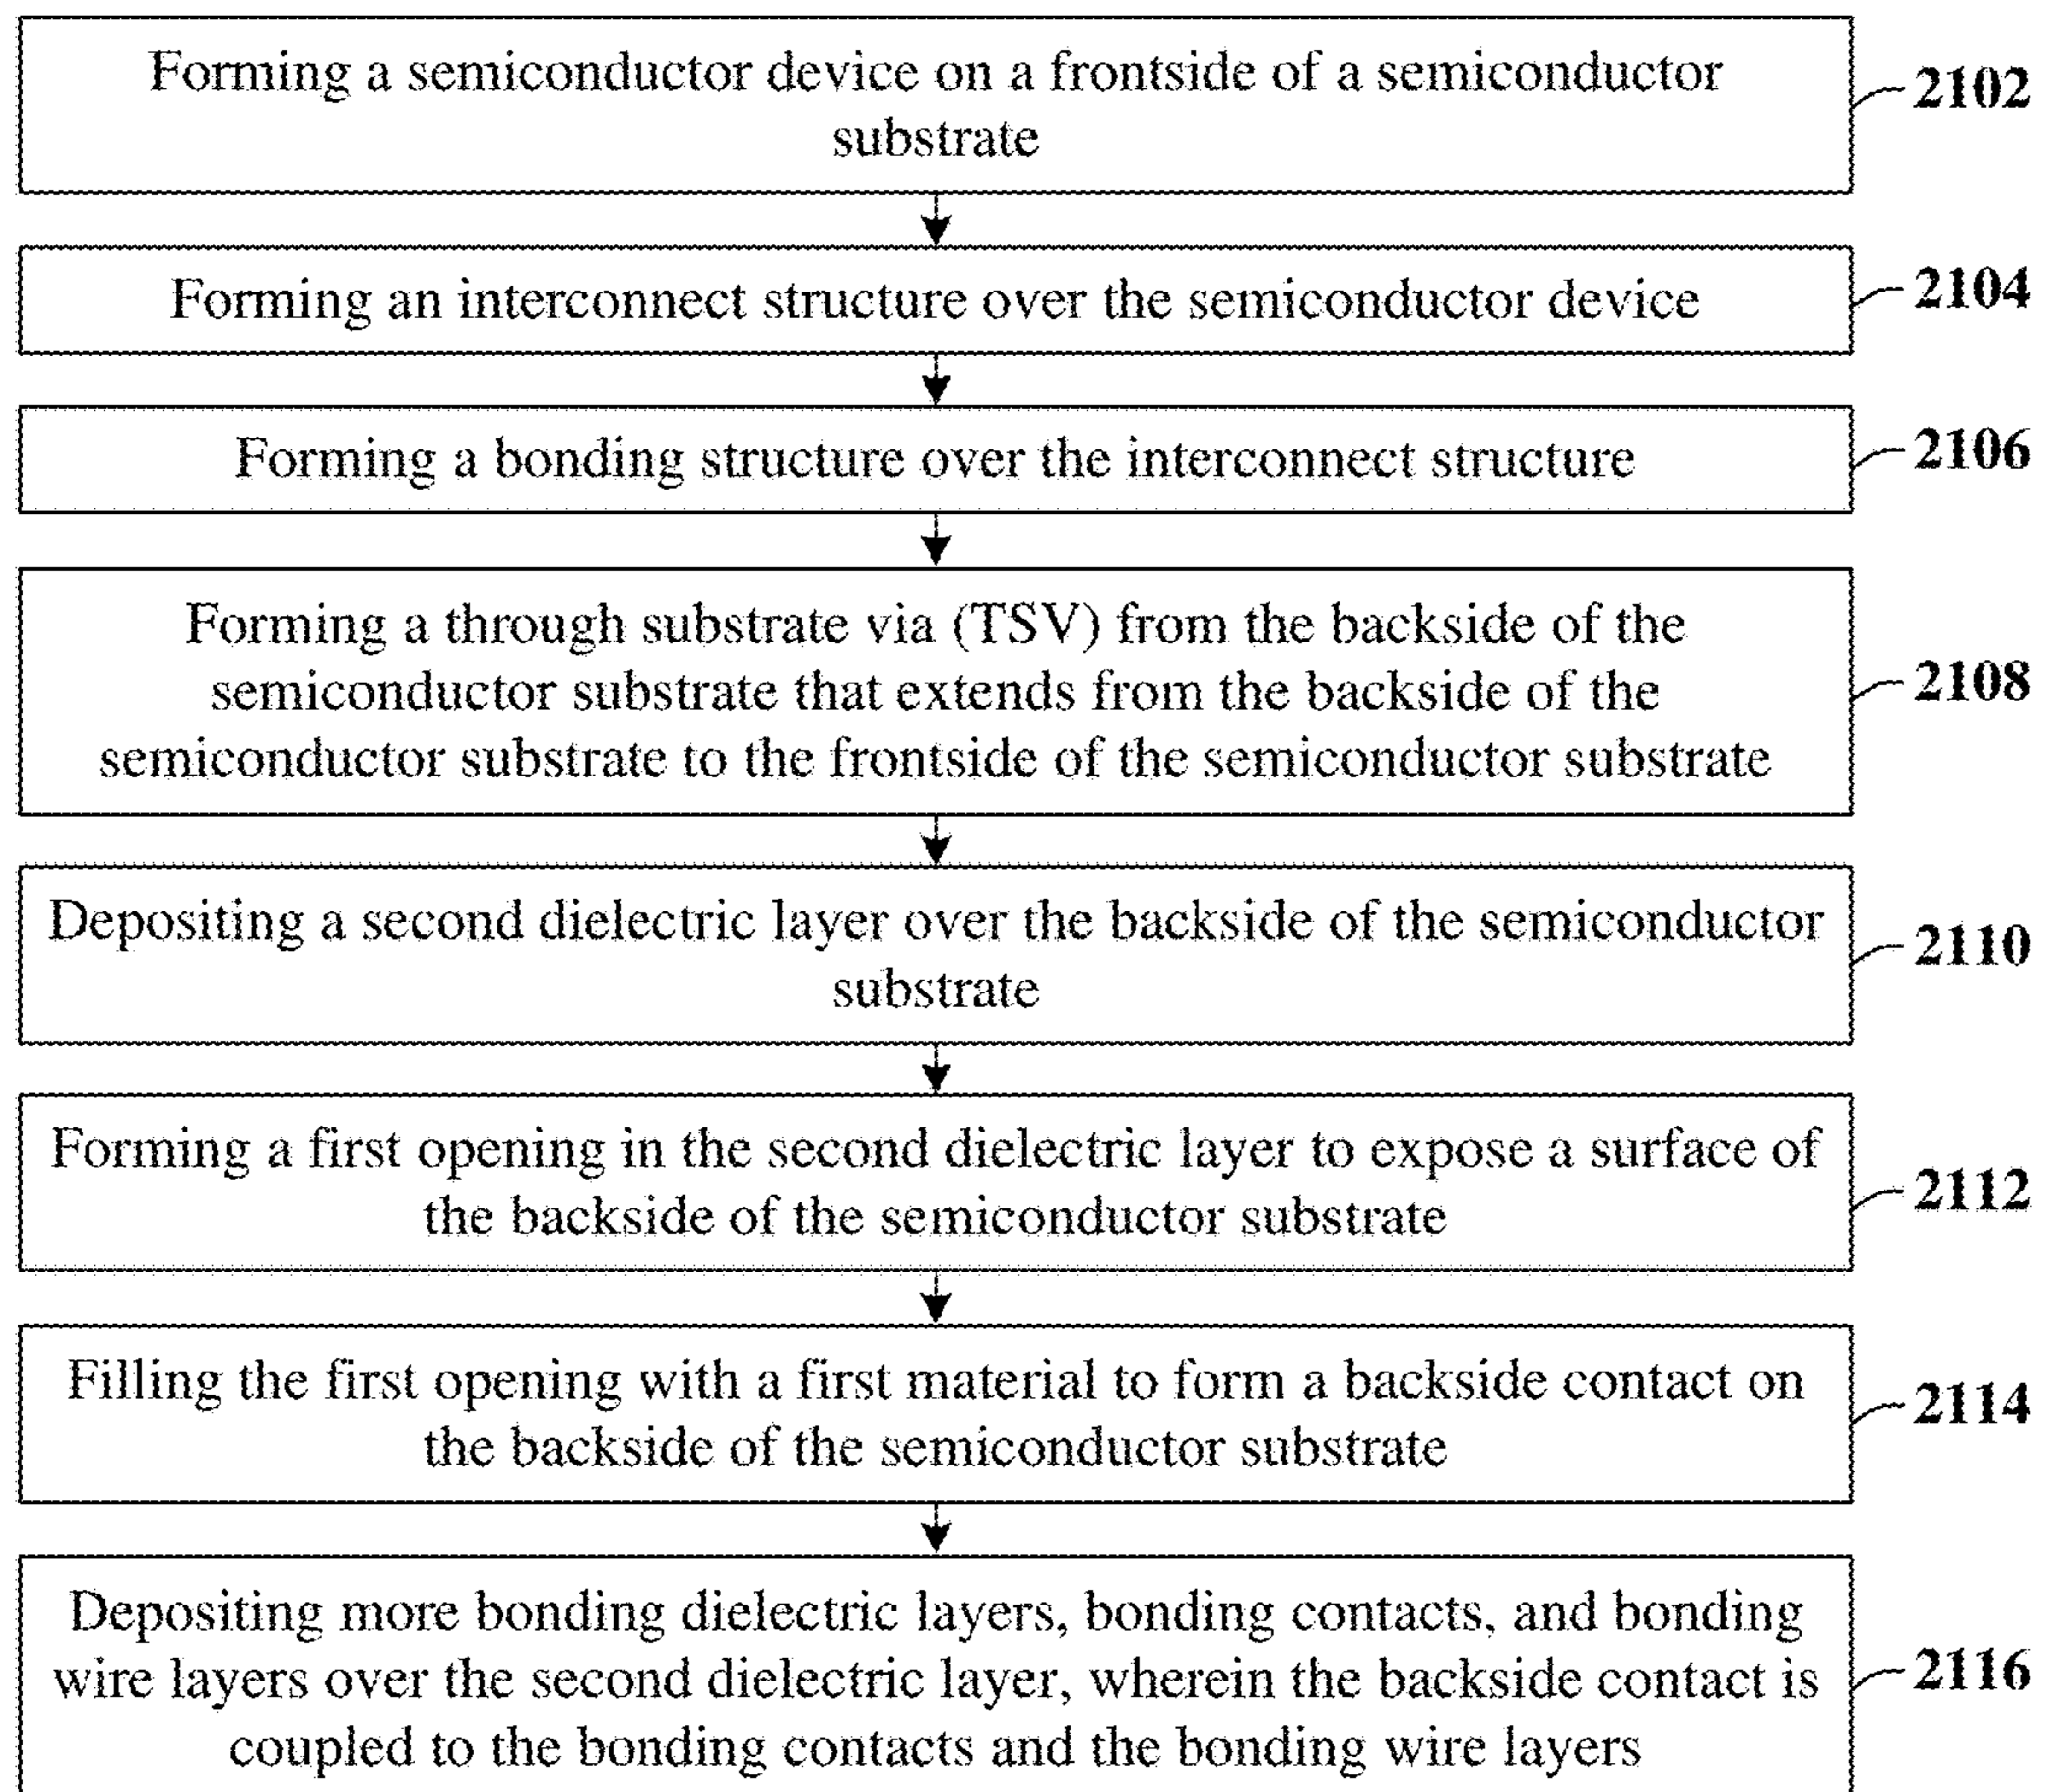 Forming a semiconductor device on a frontside of a semiconductor
substrate
2102
Forming an interconnect structure over the semiconductor device
2104
Forming a bonding structure over the interconnect structure
2106
Forming a through substrate via (TSV) from the backside of the
semiconductor substrate that extends from the backside of the
semiconductor substrate to the frontside of the semiconductor substrate
2108
Depositing a second dielectric layer over the backside of the semiconductor
substrate
2110
Forming a first opening in the second dielectric layer to expose a surface of
the backside of the semiconductor substrate
2112
Filling the first opening with a first material to form a backside contact on
the backside of the semiconductor substrate
2114
Depositing more bonding dielectric layers, bonding contacts, and bonding
wire layers over the second dielectric layer, wherein the backside contact is
coupled to the bonding contacts and the bonding wire layers
2116